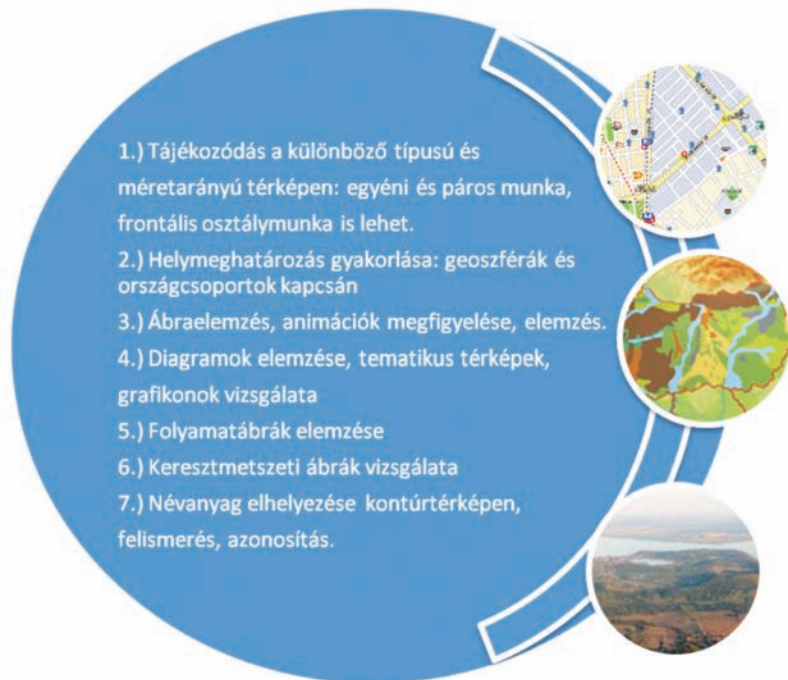 1.) Tájékozódás a különböző típusú és
méretarányú térképen: egyéni és páros munka,
frontális osztálymunka is lehet.
2.) Helymeghatározás gyakorlása: geoszférák és
országcsoportok kapcsán
3.) Ábraelemzés, animációk megfigyelése, elemzés.
4.) Diagramok elemzése, tematikus térképek,
grafikonok vizsgálata
5.) Folyamatábrák elemzése
6.) Keresztmetszeti ábrák vizsgálata
7.) Névanyag elhelyezése kontúrtérképen,
felismerés, azonosítás.